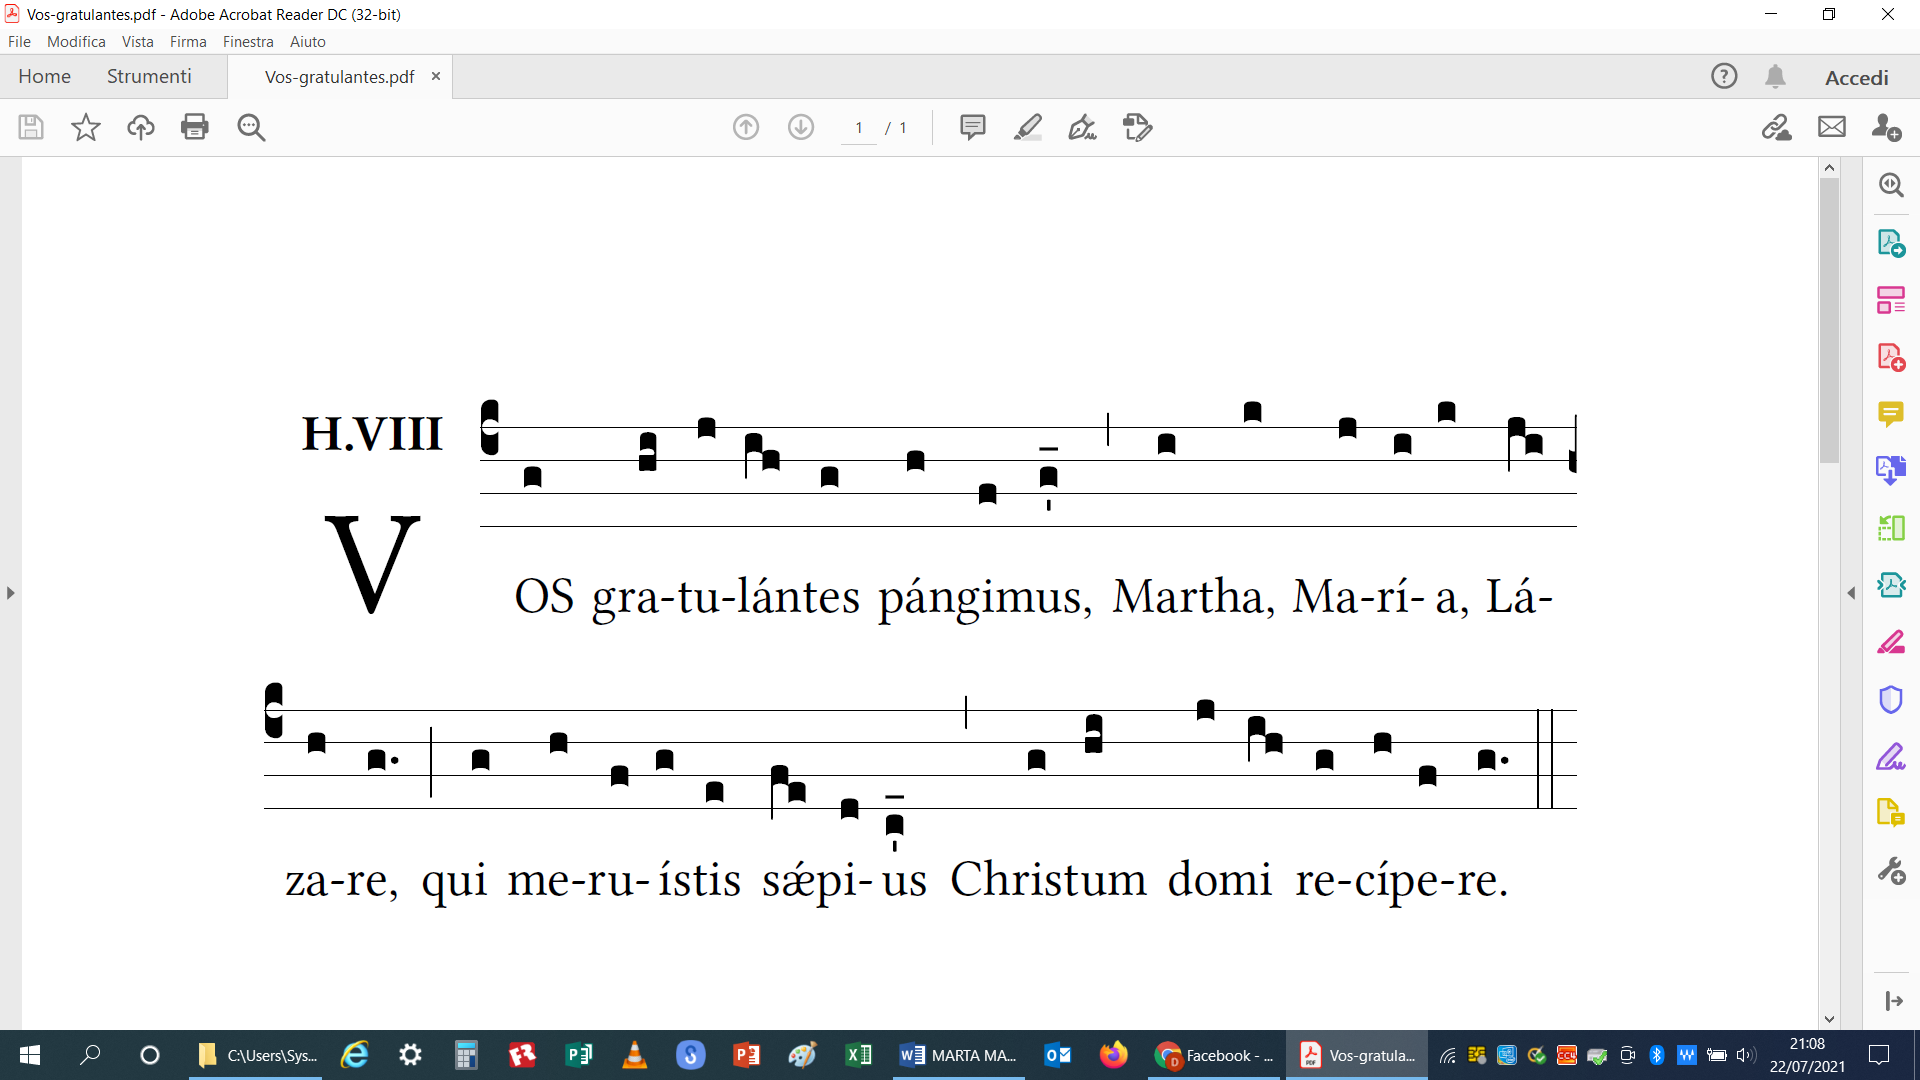 Vos-gratulantes.pdf - Adobe Acrobat Reader DC (32-bit)
File Modifica Vista Firma Finestra Aiuto
Home Strumenti Vos-gratulantes.pdf × Accedi
1 / 1
H.VIII
VOS gra-tu-lántes pángimus, Martha, Ma-rí- a, Lá-
za-re, qui me-ru- ístis sǽpi- us Christum domi re-cípe-re.
C:\Users\Sys... MARTA MA... Facebook - ... Vos-gratula... 21:08
22/07/2021